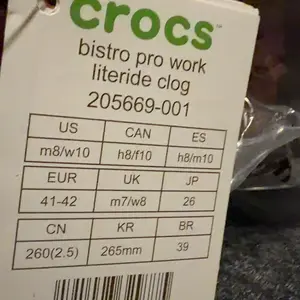 crocs™
bistro pro work
literide clog
205669-001
US CAN ES
m8/w10 h8/f10 h8/m10
EUR UK JP
41-42 m7/w8 26
CN KR BR
260(2.5) 265mm 39